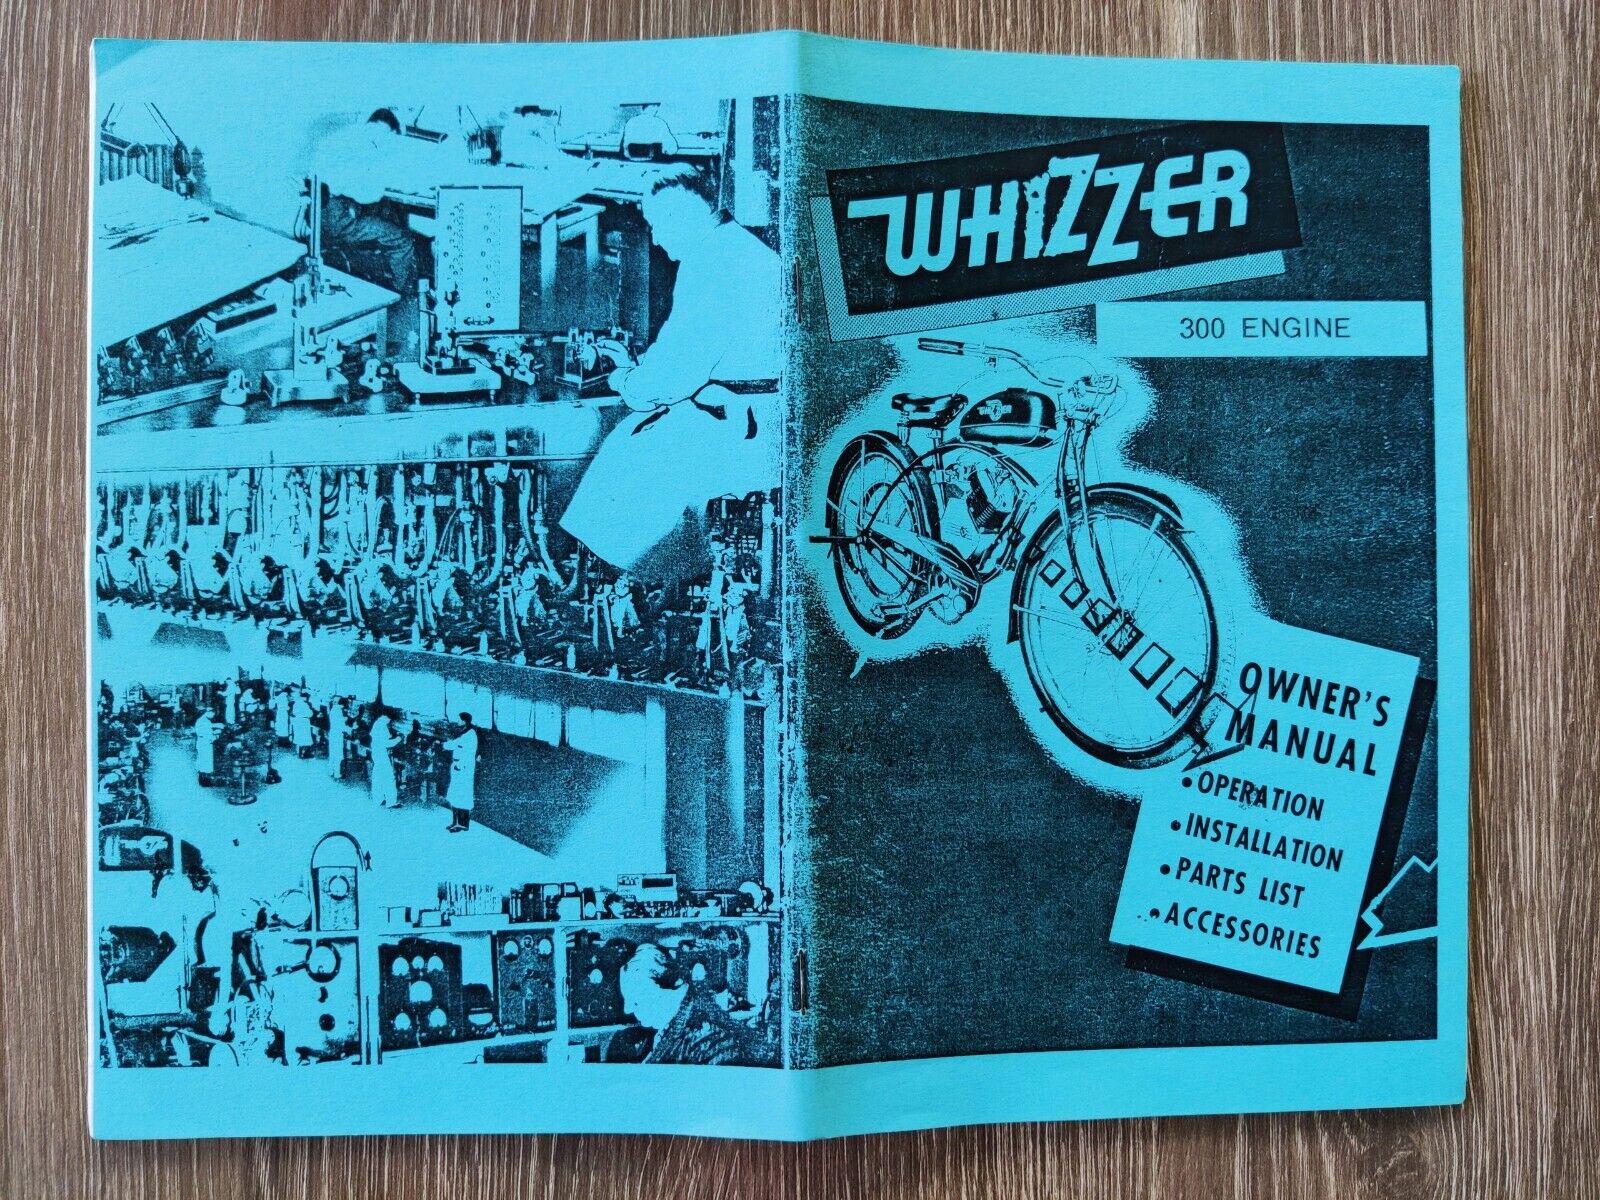 WHIZZER
300 ENGINE
OWNER'S
MANUAL
• OPERATION
• INSTALLATION
• PARTS LIST
• ACCESSORIES